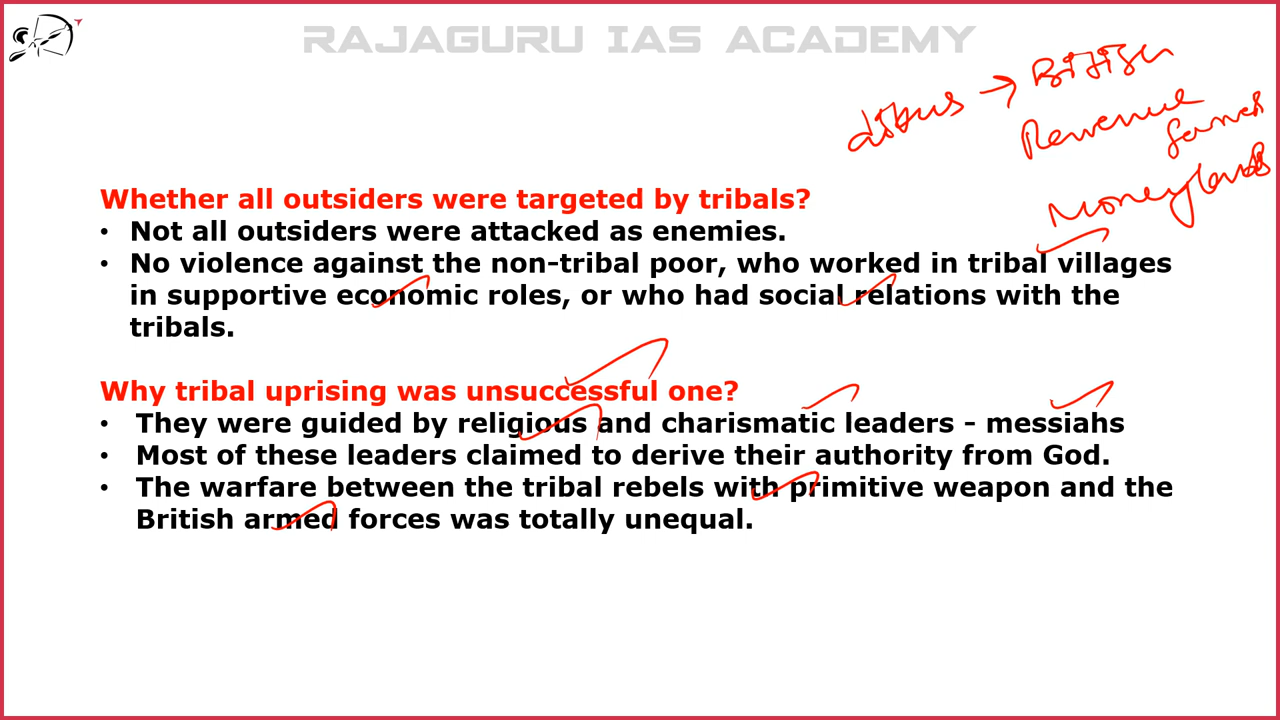 RAJAGURU IAS ACADEMY
British
Revenue
Moneylenders
Whether all outsiders were targeted by tribals?
• Not all outsiders were attacked as enemies.
• No violence against the non-tribal poor, who worked in tribal villages
in supportive economic roles, or who had social relations with the
tribals.
Why tribal uprising was unsuccessful one?
• They were guided by religious and charismatic leaders - messiahs
• Most of these leaders claimed to derive their authority from God.
• The warfare between the tribal rebels with primitive weapon and the
British armed forces was totally unequal.